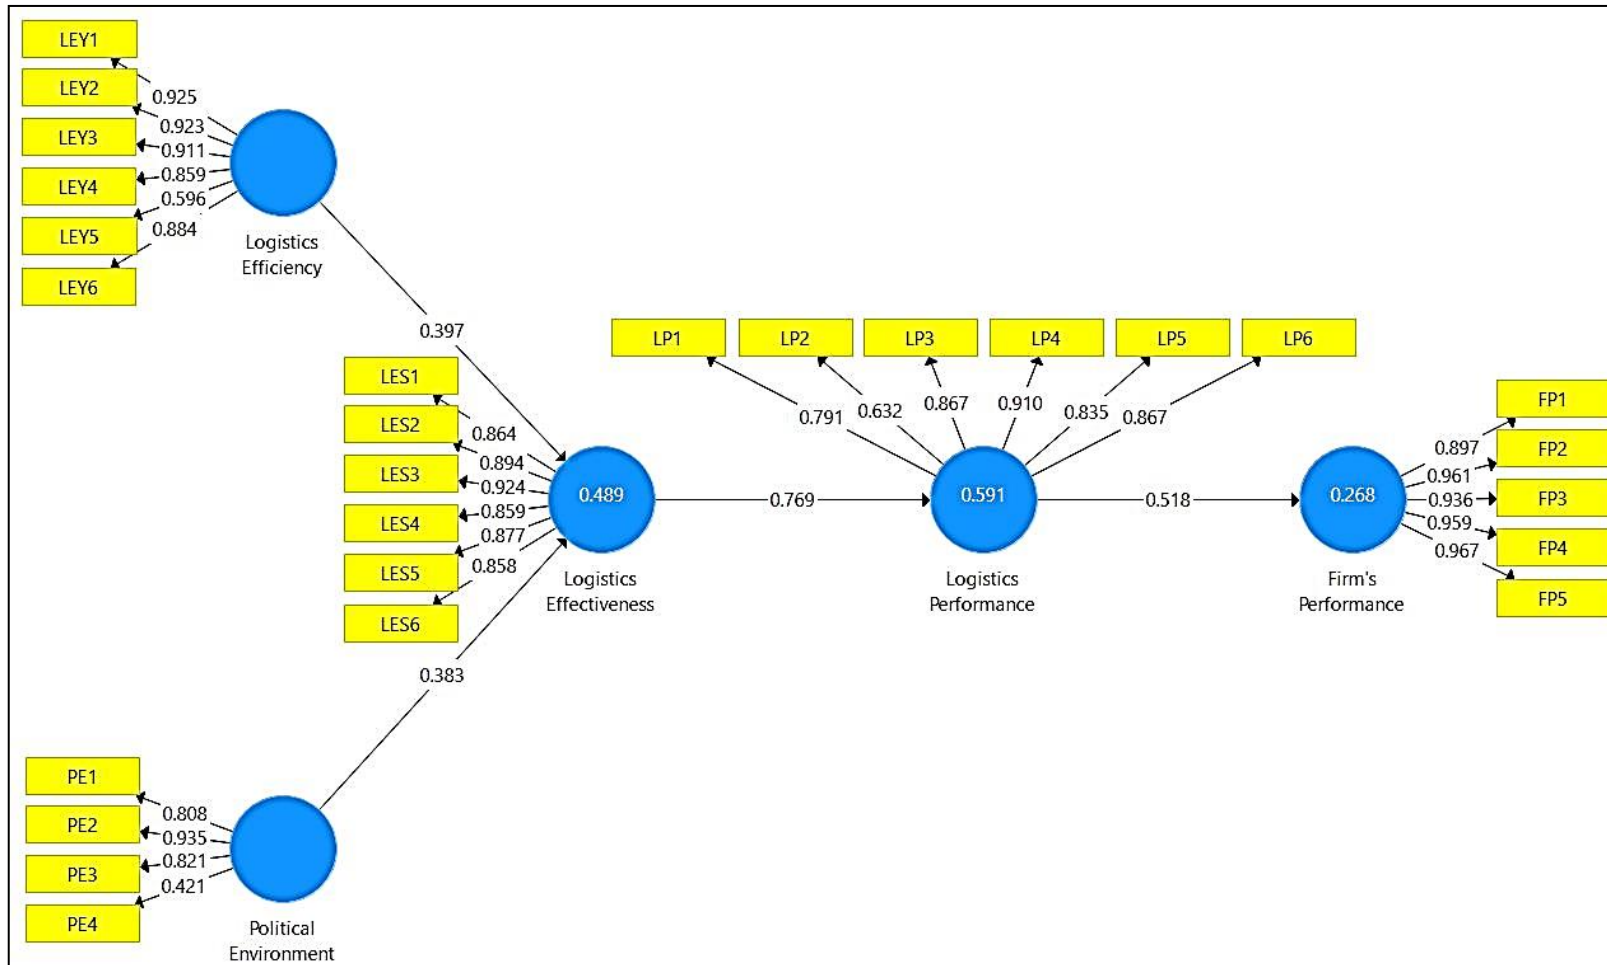 LEY1
LEY2
LEY3
LEY4
LEY5
LEY6
0.925
0.923
0.911
0.859
0.596
0.884
Logistics
Efficiency
0.397
LES1
LES2
LES3
LES4
LES5
LES6
0.864
0.894
0.924
0.859
0.877
0.858
0.489
Logistics
Effectiveness
0.383
PE1
PE2
PE3
PE4
0.808
0.935
0.821
0.421
Political
Environment
0.769
LP1
LP2
LP3
LP4
LP5
LP6
0.791
0.632
0.867
0.910
0.835
0.867
0.591
Logistics
Performance
0.518
0.268
Firm's
Performance
0.897
0.961
0.936
0.959
0.967
FP1
FP2
FP3
FP4
FP5